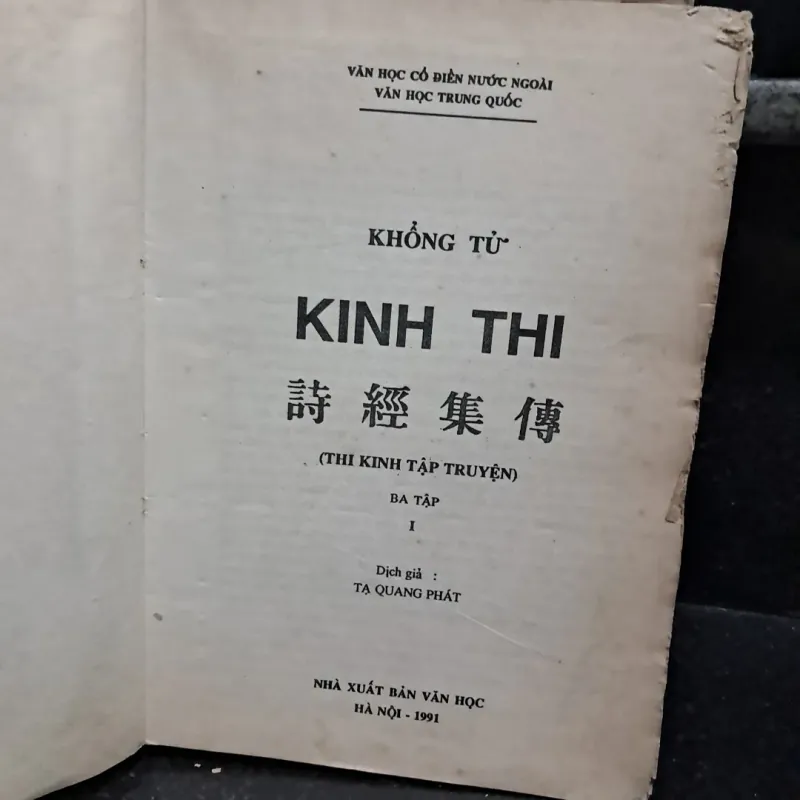 VĂN HỌC CỔ ĐIỂN NƯỚC NGOÀI
VĂN HỌC TRUNG QUỐC
KHỔNG TỬ
KINH THI
詩經集傳
(THI KINH TẬP TRUYỆN)
BA TẬP
I
Dịch giả :
TẠ QUANG PHÁT
NHÀ XUẤT BẢN VĂN HỌC
HÀ NỘI - 1991